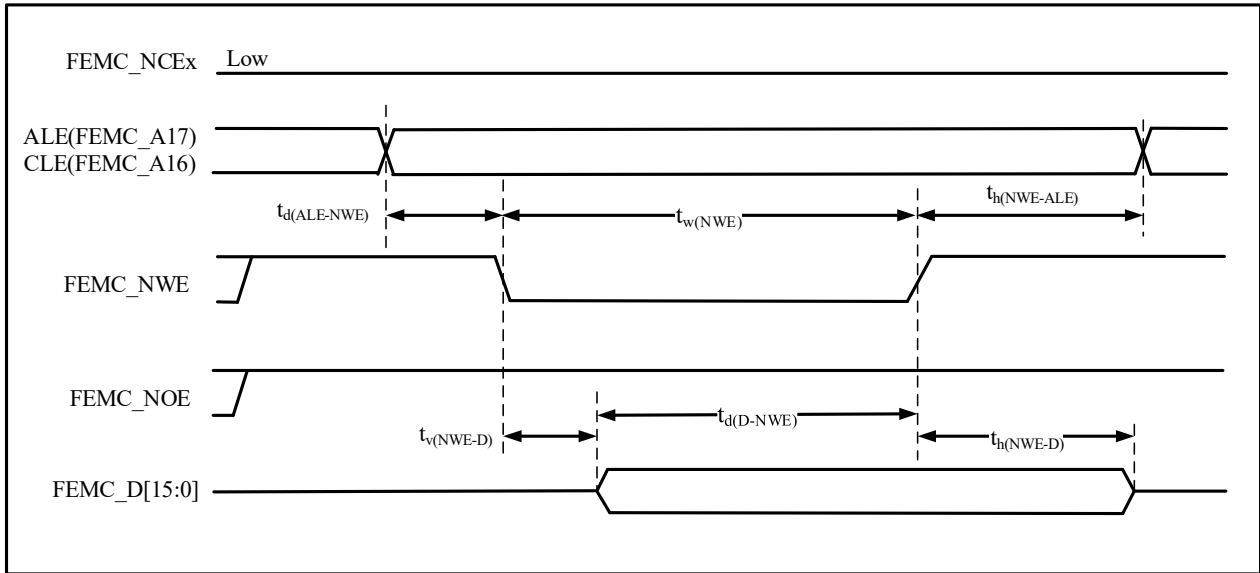 FEMC_NCEx Low
ALE(FEMC_A17)
CLE(FEMC_A16)
td(ALE-NWE) tw(NWE) th(NWE-ALE)
FEMC_NWE
FEMC_NOE
tv(NWE-D) td(D-NWE) th(NWE-D)
FEMC_D[15:0]